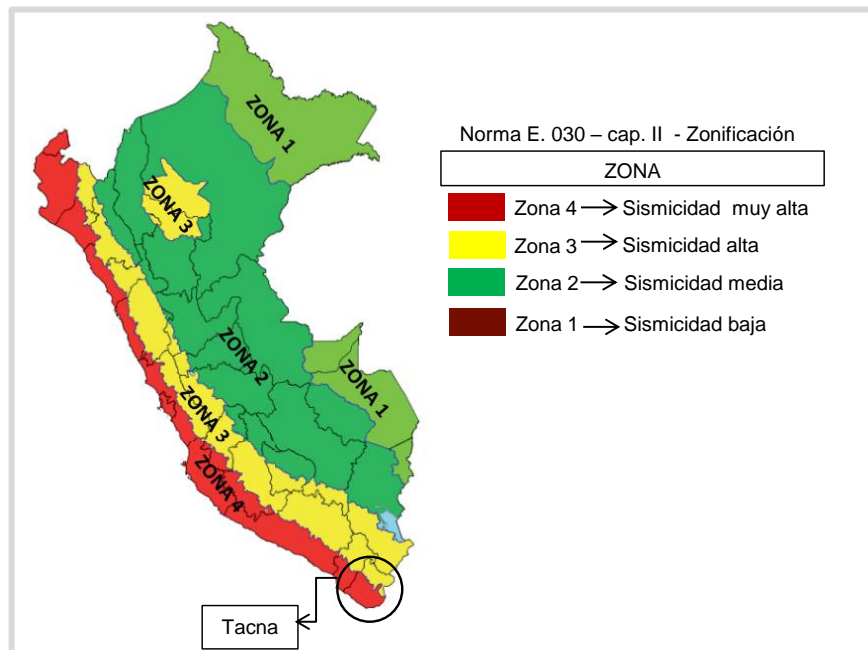 ZONA 1
ZONA 3
ZONA 2
ZONA 1
ZONA 3
ZONA 4
Tacna
Norma E. 030 – cap. II - Zonificación
ZONA
Zona 4 → Sismicidad muy alta
Zona 3 → Sismicidad alta
Zona 2 → Sismicidad media
Zona 1 → Sismicidad baja